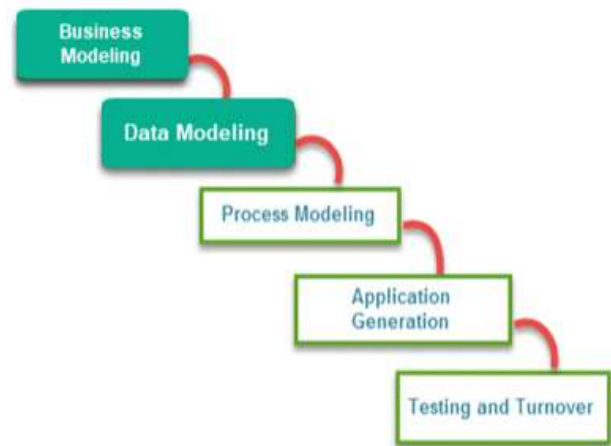 Business
Modeling
Data Modeling
Process Modeling
Application
Generation
Testing and Turnover